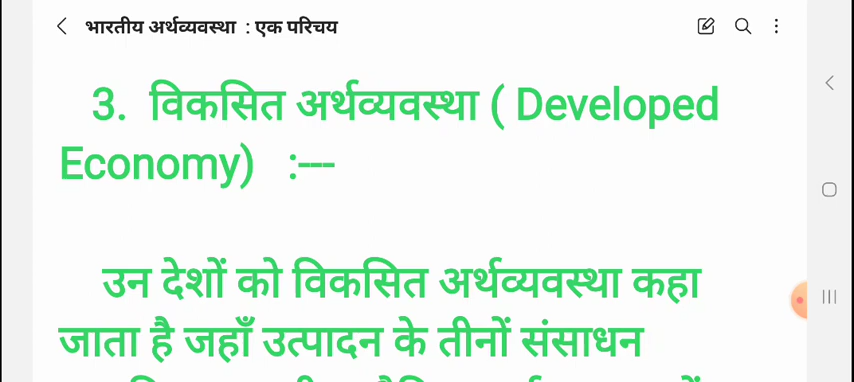 भारतीय अर्थव्यवस्था : एक परिचय
3. विकसित अर्थव्यवस्था ( Developed
Economy) :---
उन देशों को विकसित अर्थव्यवस्था कहा
जाता है जहाँ उत्पादन के तीनों संसाधन